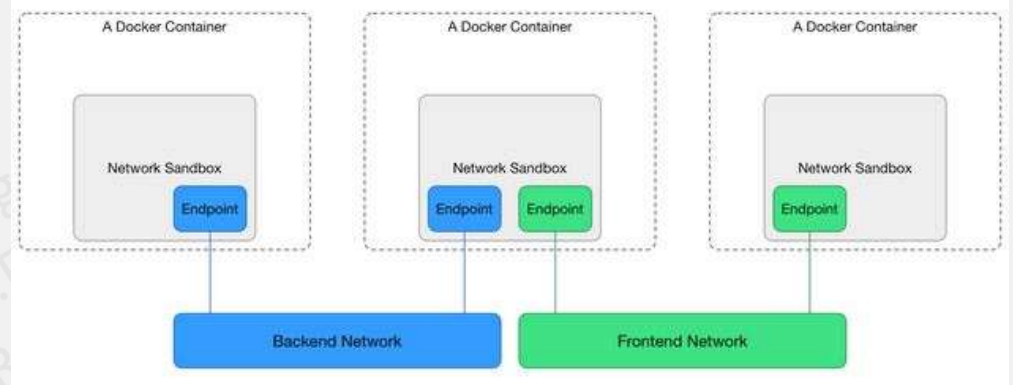 A Docker Container
A Docker Container
A Docker Container
Network Sandbox
Network Sandbox
Network Sandbox
Endpoint
Endpoint
Endpoint
Endpoint
Backend Network
Frontend Network